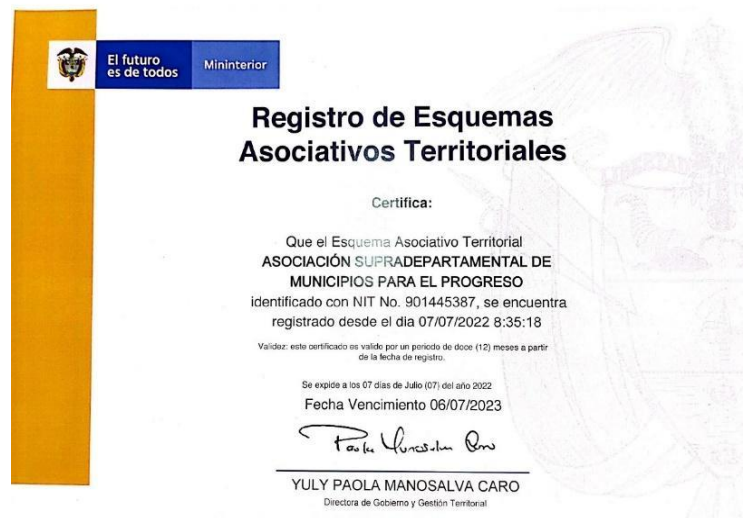 El futuro
es de todos
Mininterior
Registro de Esquemas
Asociativos Territoriales
Certifica:
Que el Esquema Asociativo Territorial
ASOCIACIÓN SUPRADEPARTAMENTAL DE
MUNICIPIOS PARA EL PROGRESO
identificado con NIT No. 901445387, se encuentra
registrado desde el dia 07/07/2022 8:35:18
Validez: este certificado es valido por un periodo de doce (12) meses a partir
de la fecha de registro.
Se expide a los 07 dias de Julio (07) del año 2022
Fecha Vencimiento 06/07/2023
YULY PAOLA MANOSALVA CARO
Directora de Gobierno y Gestión Territorial